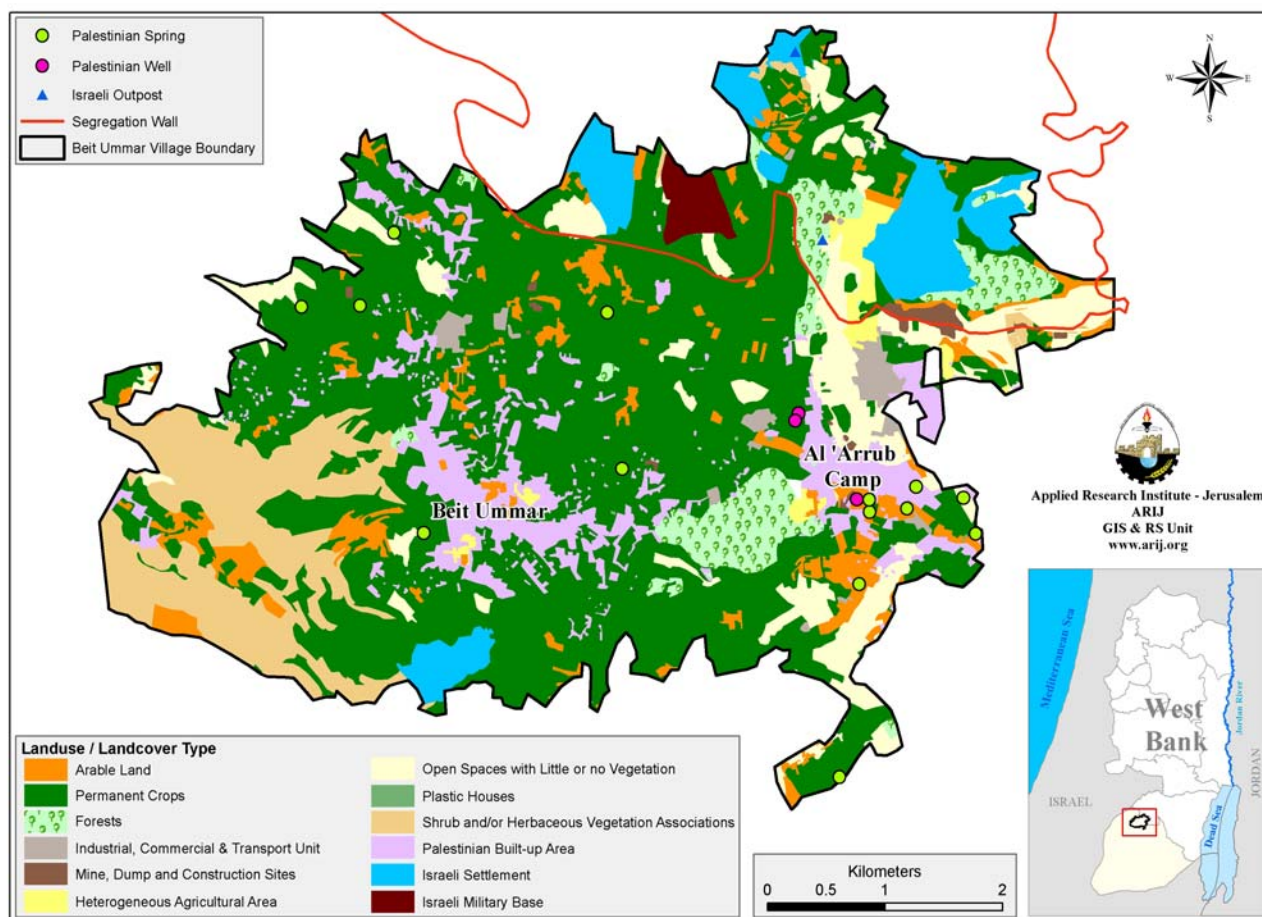 Palestinian Spring
Palestinian Well
Israeli Outpost
Segregation Wall
Beit Ummar Village Boundary
N
W E
S
Al 'Arrub
Camp
Beit Ummar
Applied Research Institute - Jerusalem
ARIJ
GIS & RS Unit
www.arij.org
Mediterranean Sea
West
Bank
Jordan River
ISRAEL
JORDAN
Dead Sea
Landuse / Landcover Type
Arable Land
Permanent Crops
Forests
Industrial, Commercial & Transport Unit
Mine, Dump and Construction Sites
Heterogeneous Agricultural Area
Open Spaces with Little or no Vegetation
Plastic Houses
Shrub and/or Herbaceous Vegetation Associations
Palestinian Built-up Area
Israeli Settlement
Israeli Military Base
Kilometers
0 0.5 1 2